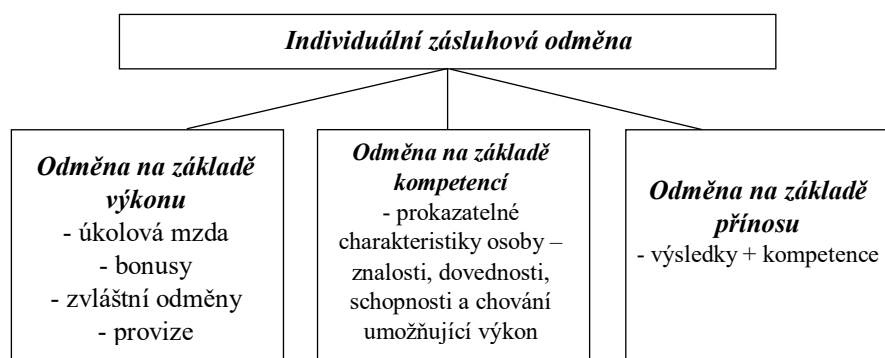 Individuální zásluhová odměna
Odměna na základě
výkonu
- úkolová mzda
- bonusy
- zvláštní odměny
- provize
Odměna na základě
kompetencí
- prokazatelné
charakteristiky osoby –
znalosti, dovednosti,
schopnosti a chování
umožňující výkon
Odměna na základě
přínosu
- výsledky + kompetence